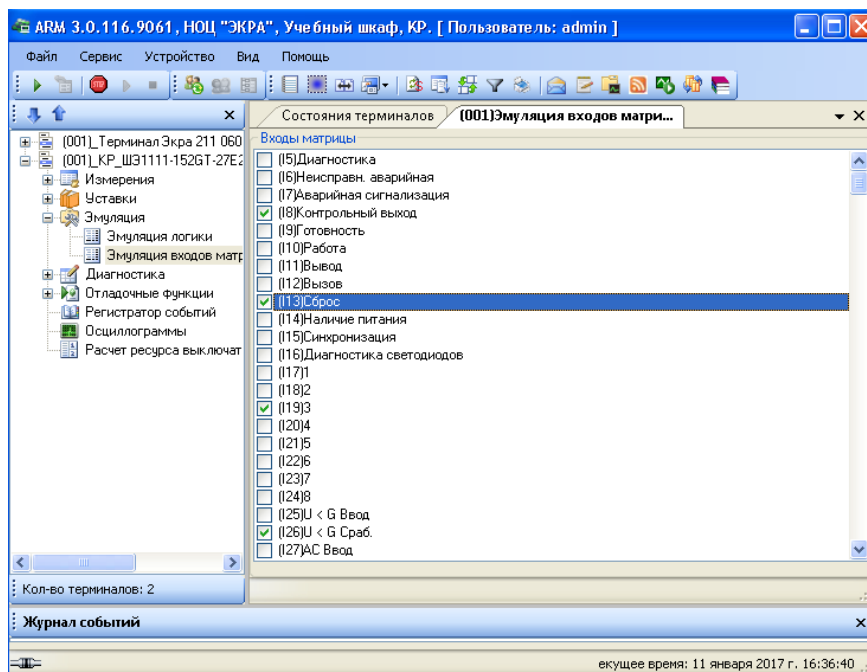 ARM 3.0.116.9061, НОЦ "ЭКРА", Учебный шкаф, KP. [ Пользователь: admin ]
Файл Сервис Устройство Вид Помощь
STOP
Состояния терминалов (001)Эмуляция входов матри...
(001)_Терминал Экра 211 060
(001)_КР_ШЭ1111-152GT-27E2
Измерения
Уставки
Эмуляция
Эмуляция логики
Эмуляция входов матр
Диагностика
Отладочные функции
Регистратор событий
Осциллограммы
Расчет ресурса выключат
Входы матрицы
(I5)Диагностика
(I6)Неисправн. аварийная
(I7)Аварийная сигнализация
(I8)Контрольный выход
(I9)Готовность
(I10)Работа
(I11)Вывод
(I12)Вызов
(I13)Сброс
(I14)Наличие питания
(I15)Синхронизация
(I16)Диагностика светодиодов
(I17)1
(I18)2
(I19)3
(I20)4
(I21)5
(I22)6
(I23)7
(I24)8
(I25)U < G Ввод
(I26)U < G Сраб.
(I27)АС Ввод
Кол-во терминалов: 2
Журнал событий
екущее время: 11 января 2017 г. 16:36:40